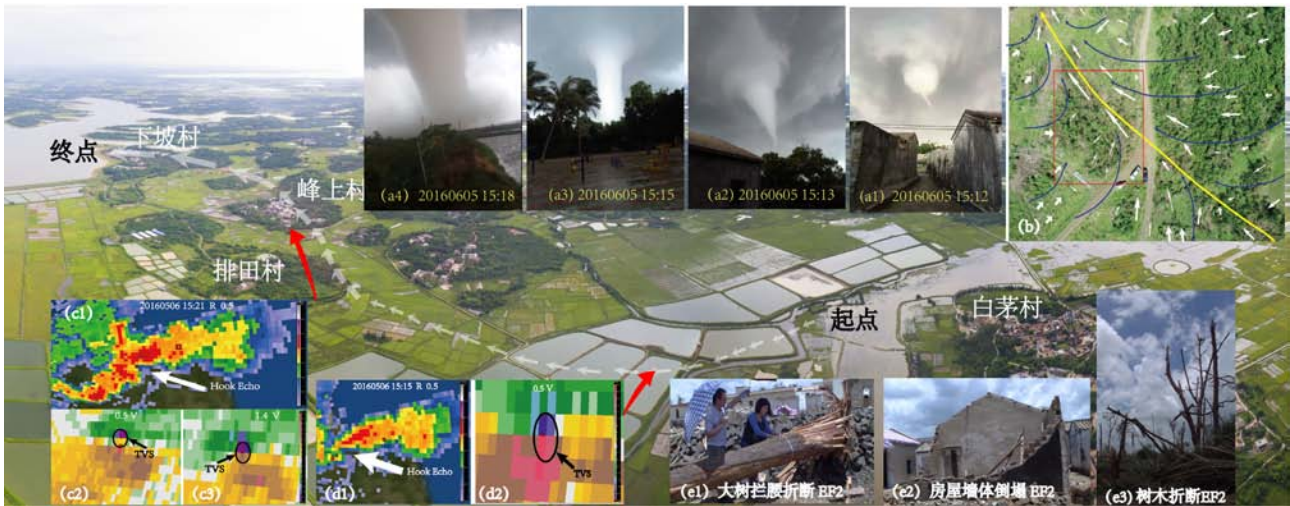 终点
下坡村
峰上村
排田村
(a4) 20160605 15:18
(a3) 20160605 15:15
(a2) 20160605 15:13
(a1) 20160605 15:12
(b)
起点
白茅村
(c1)
20160506 15:21 R 0.5
Hook Echo
0.5 V
TVS
(c2)
1.4 V
TVS
(c3)
20160506 15:15 R 0.5
Hook Echo
(d1)
0.5 V
TVS
(d2)
(e1) 大树拦腰折断 EF2
(e2) 房屋墙体倒塌 EF2
(e3) 树木折断EF2